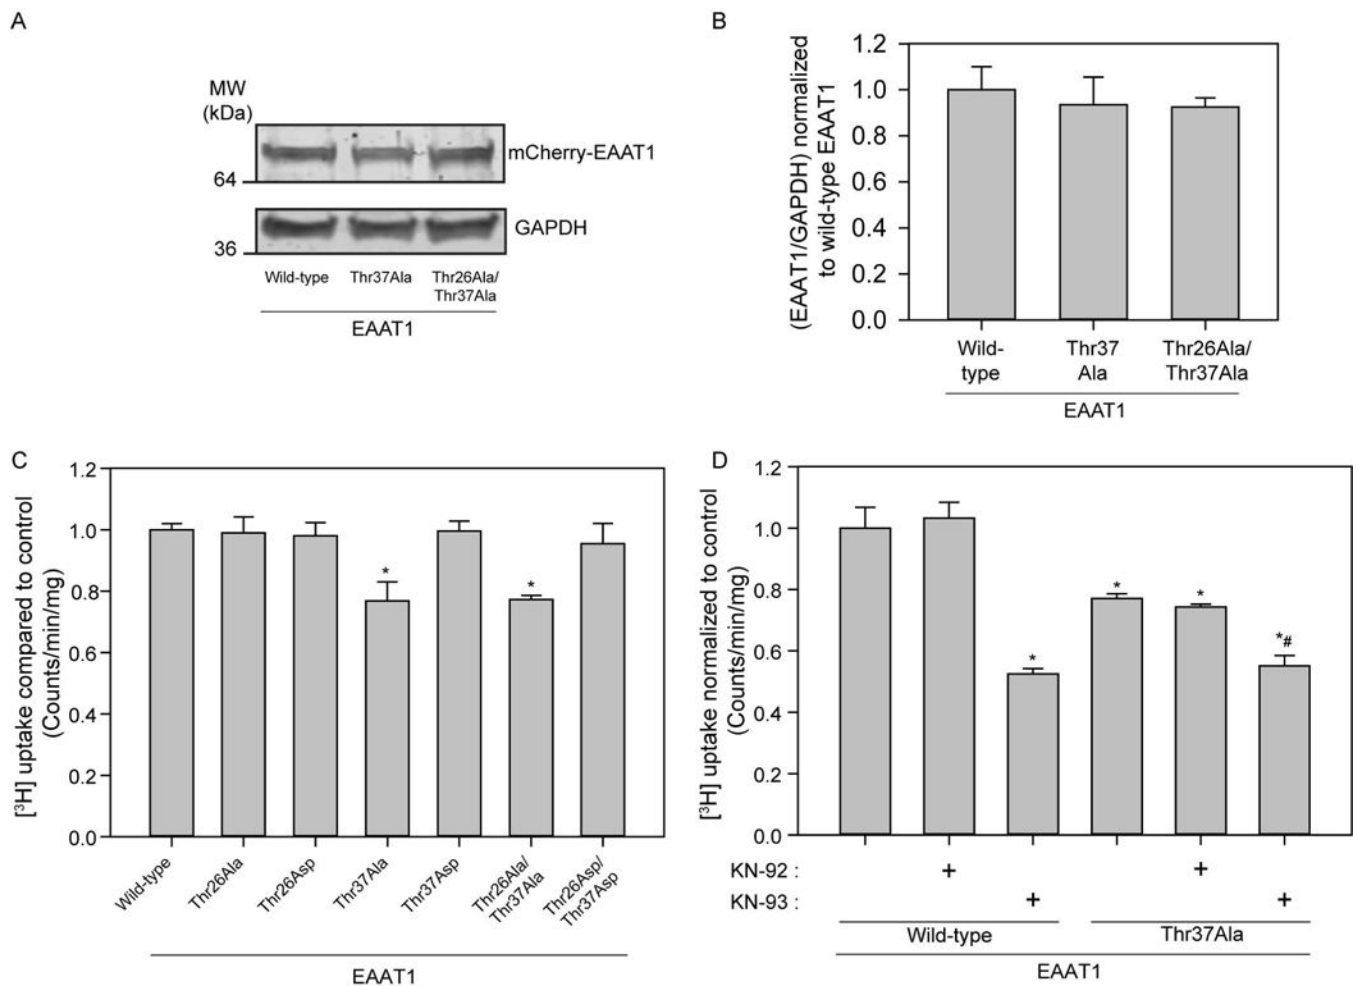 A
MW
(kDa)
mCherry-EAAT1
64
GAPDH
36
Wild-type Thr37Ala Thr26Ala/
Thr37Ala
EAAT1
B
(EAAT1/GAPDH) normalized
to wild-type EAAT1
1.2
1.0
0.8
0.6
0.4
0.2
0.0
Wild-
type
Thr37
Ala
Thr26Ala/
Thr37Ala
EAAT1
C
[³H] uptake compared to control
(Counts/min/mg)
1.2
1.0
0.8
0.6
0.4
0.2
0.0
*
*
Wild-type
Thr26Ala
Thr26Asp
Thr37Ala
Thr37Asp
Thr26Ala/
Thr37Ala
Thr26Asp/
Thr37Asp
EAAT1
D
[³H] uptake normalized to control
(Counts/min/mg)
1.2
1.0
0.8
0.6
0.4
0.2
0.0
*
*
*
*#
KN-92 : + +
KN-93 : + +
Wild-type Thr37Ala
EAAT1